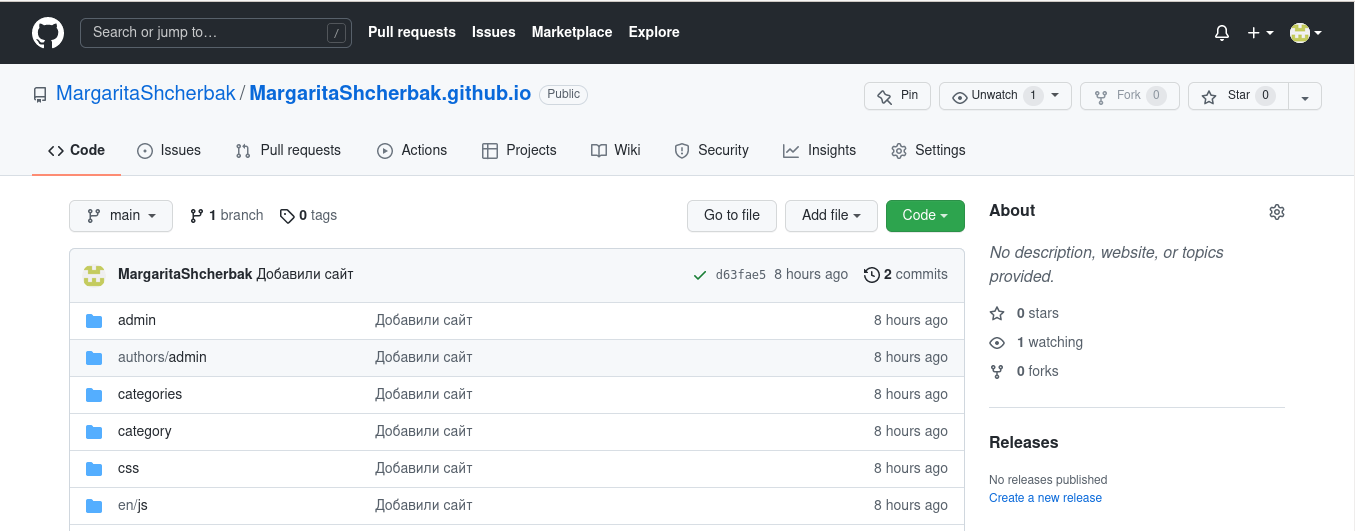 Search or jump to… / Pull requests Issues Marketplace Explore
MargaritaShcherbak / MargaritaShcherbak.github.io Public Pin Unwatch 1 Fork 0 Star 0
Code Issues Pull requests Actions Projects Wiki Security Insights Settings
main 1 branch 0 tags Go to file Add file Code
About
MargaritaShcherbak Добавили сайт d63fae5 8 hours ago 2 commits
No description, website, or topics
provided.
admin Добавили сайт 8 hours ago
0 stars
authors/admin Добавили сайт 8 hours ago
1 watching
0 forks
categories Добавили сайт 8 hours ago
category Добавили сайт 8 hours ago
Releases
css Добавили сайт 8 hours ago
No releases published
Create a new release
en/js Добавили сайт 8 hours ago